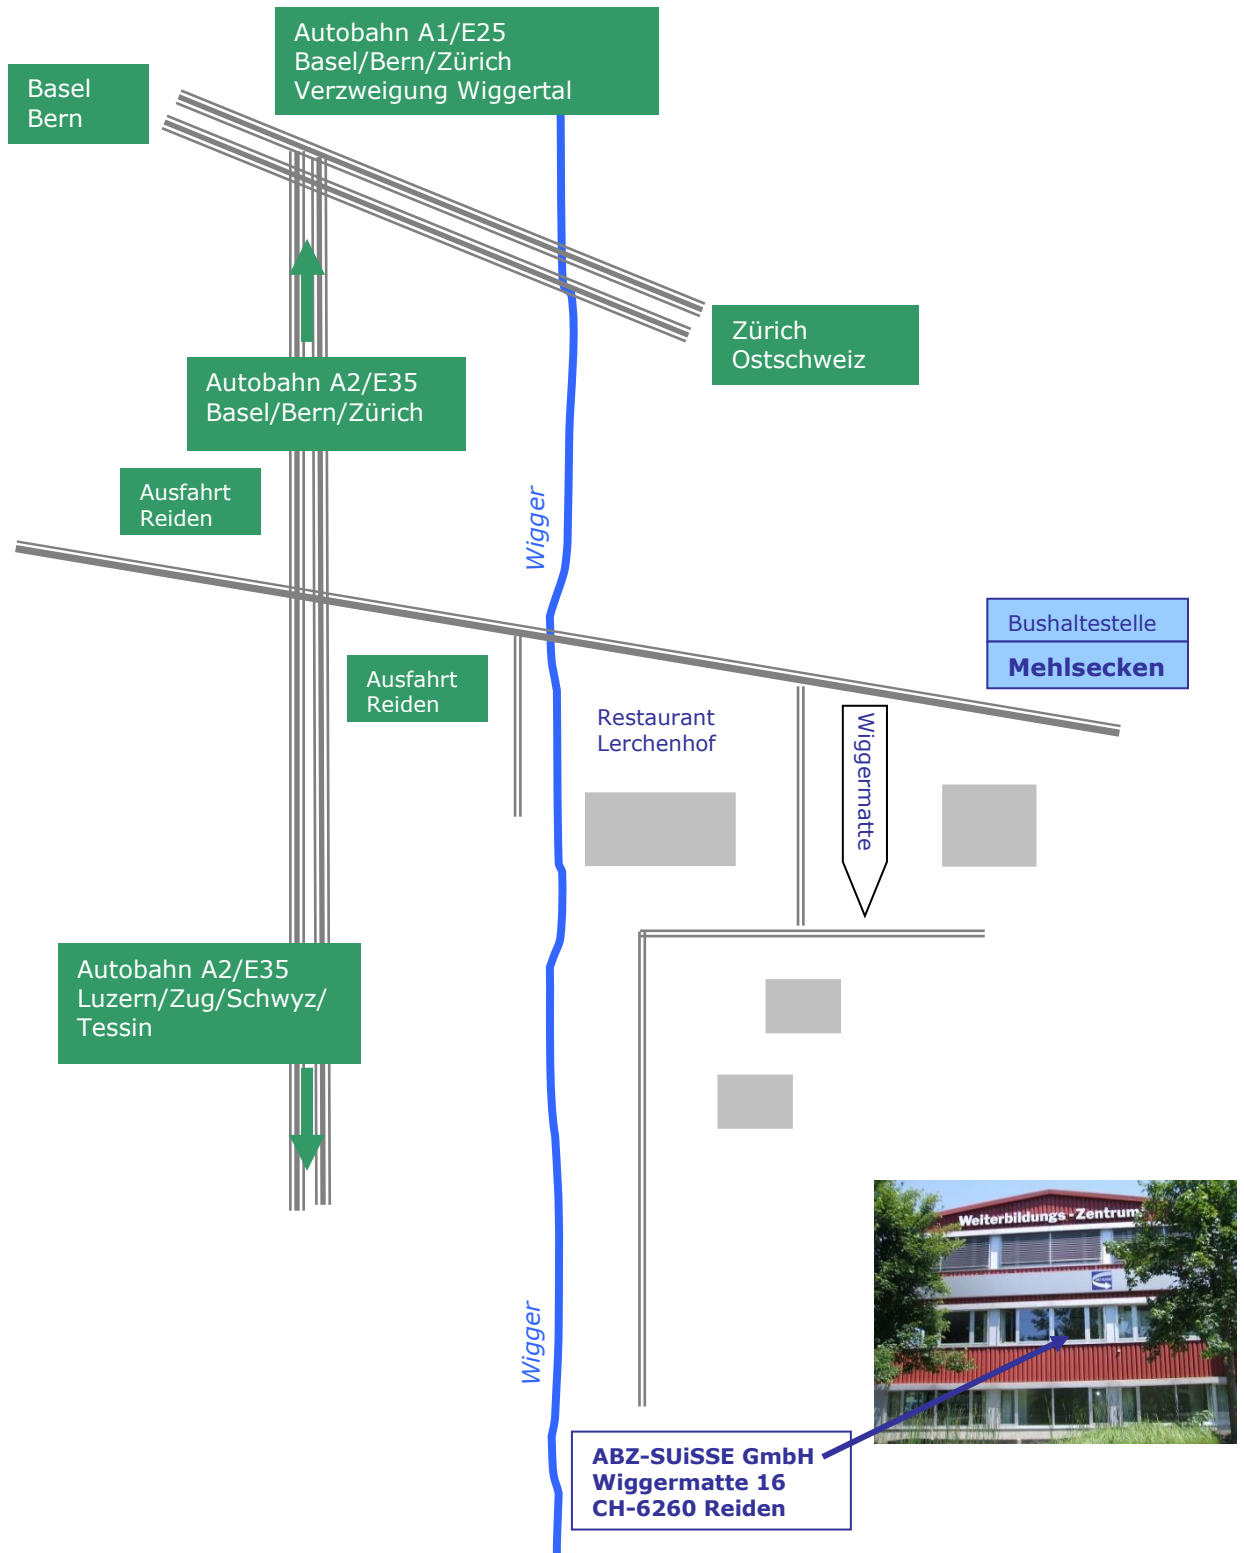 Autobahn A1/E25
Basel/Bern/Zürich
Verzweigung Wiggertal
Basel
Bern
Zürich
Ostschweiz
Autobahn A2/E35
Basel/Bern/Zürich
Ausfahrt
Reiden
Wigger
Bushaltestelle
Mehlsecken
Ausfahrt
Reiden
Restaurant
Lerchenhof
Wiggermatte
Autobahn A2/E35
Luzern/Zug/Schwyz/
Tessin
Weiterbildungs-Zentrum
Wigger
ABZ-SUiSSE GmbH
Wiggermatte 16
CH-6260 Reiden